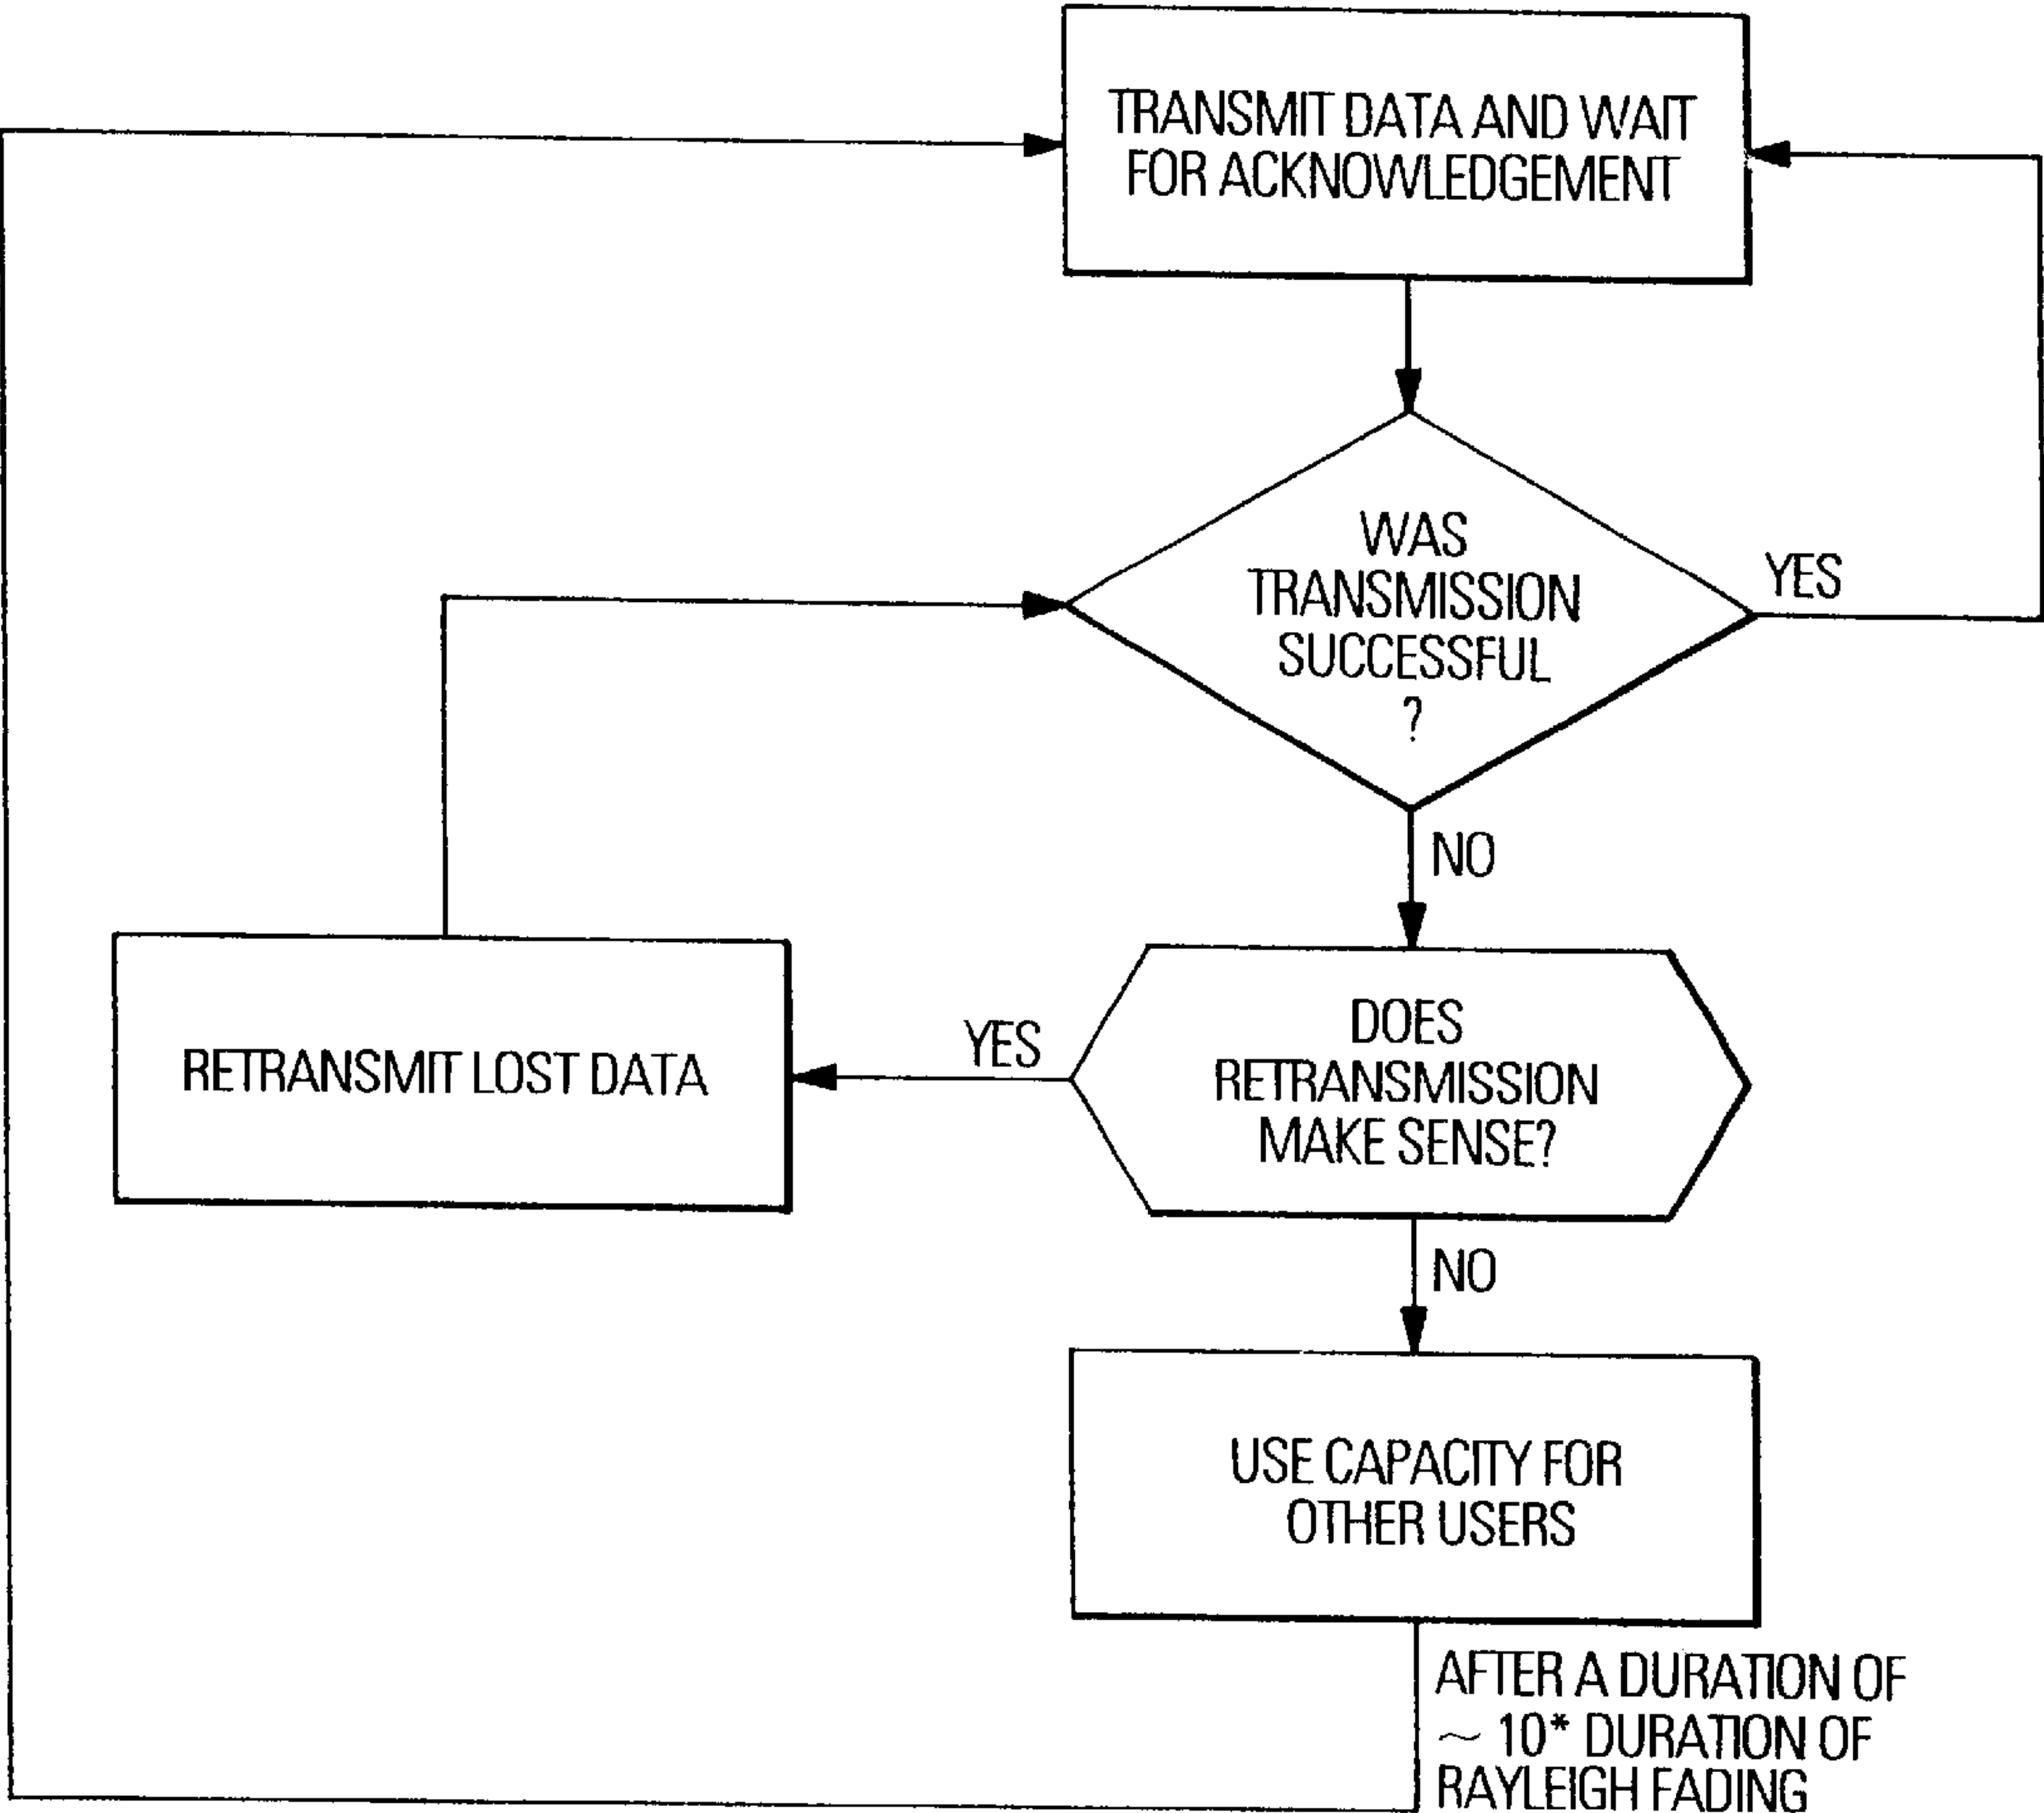 TRANSMIT DATA AND WAIT
FOR ACKNOWLEDGEMENT
WAS
TRANSMISSION
SUCCESSFUL
?
YES
NO
DOES
RETRANSMISSION
MAKE SENSE?
YES
RETRANSMIT LOST DATA
NO
USE CAPACITY FOR
OTHER USERS
AFTER A DURATION OF
~ 10* DURATION OF
RAYLEIGH FADING